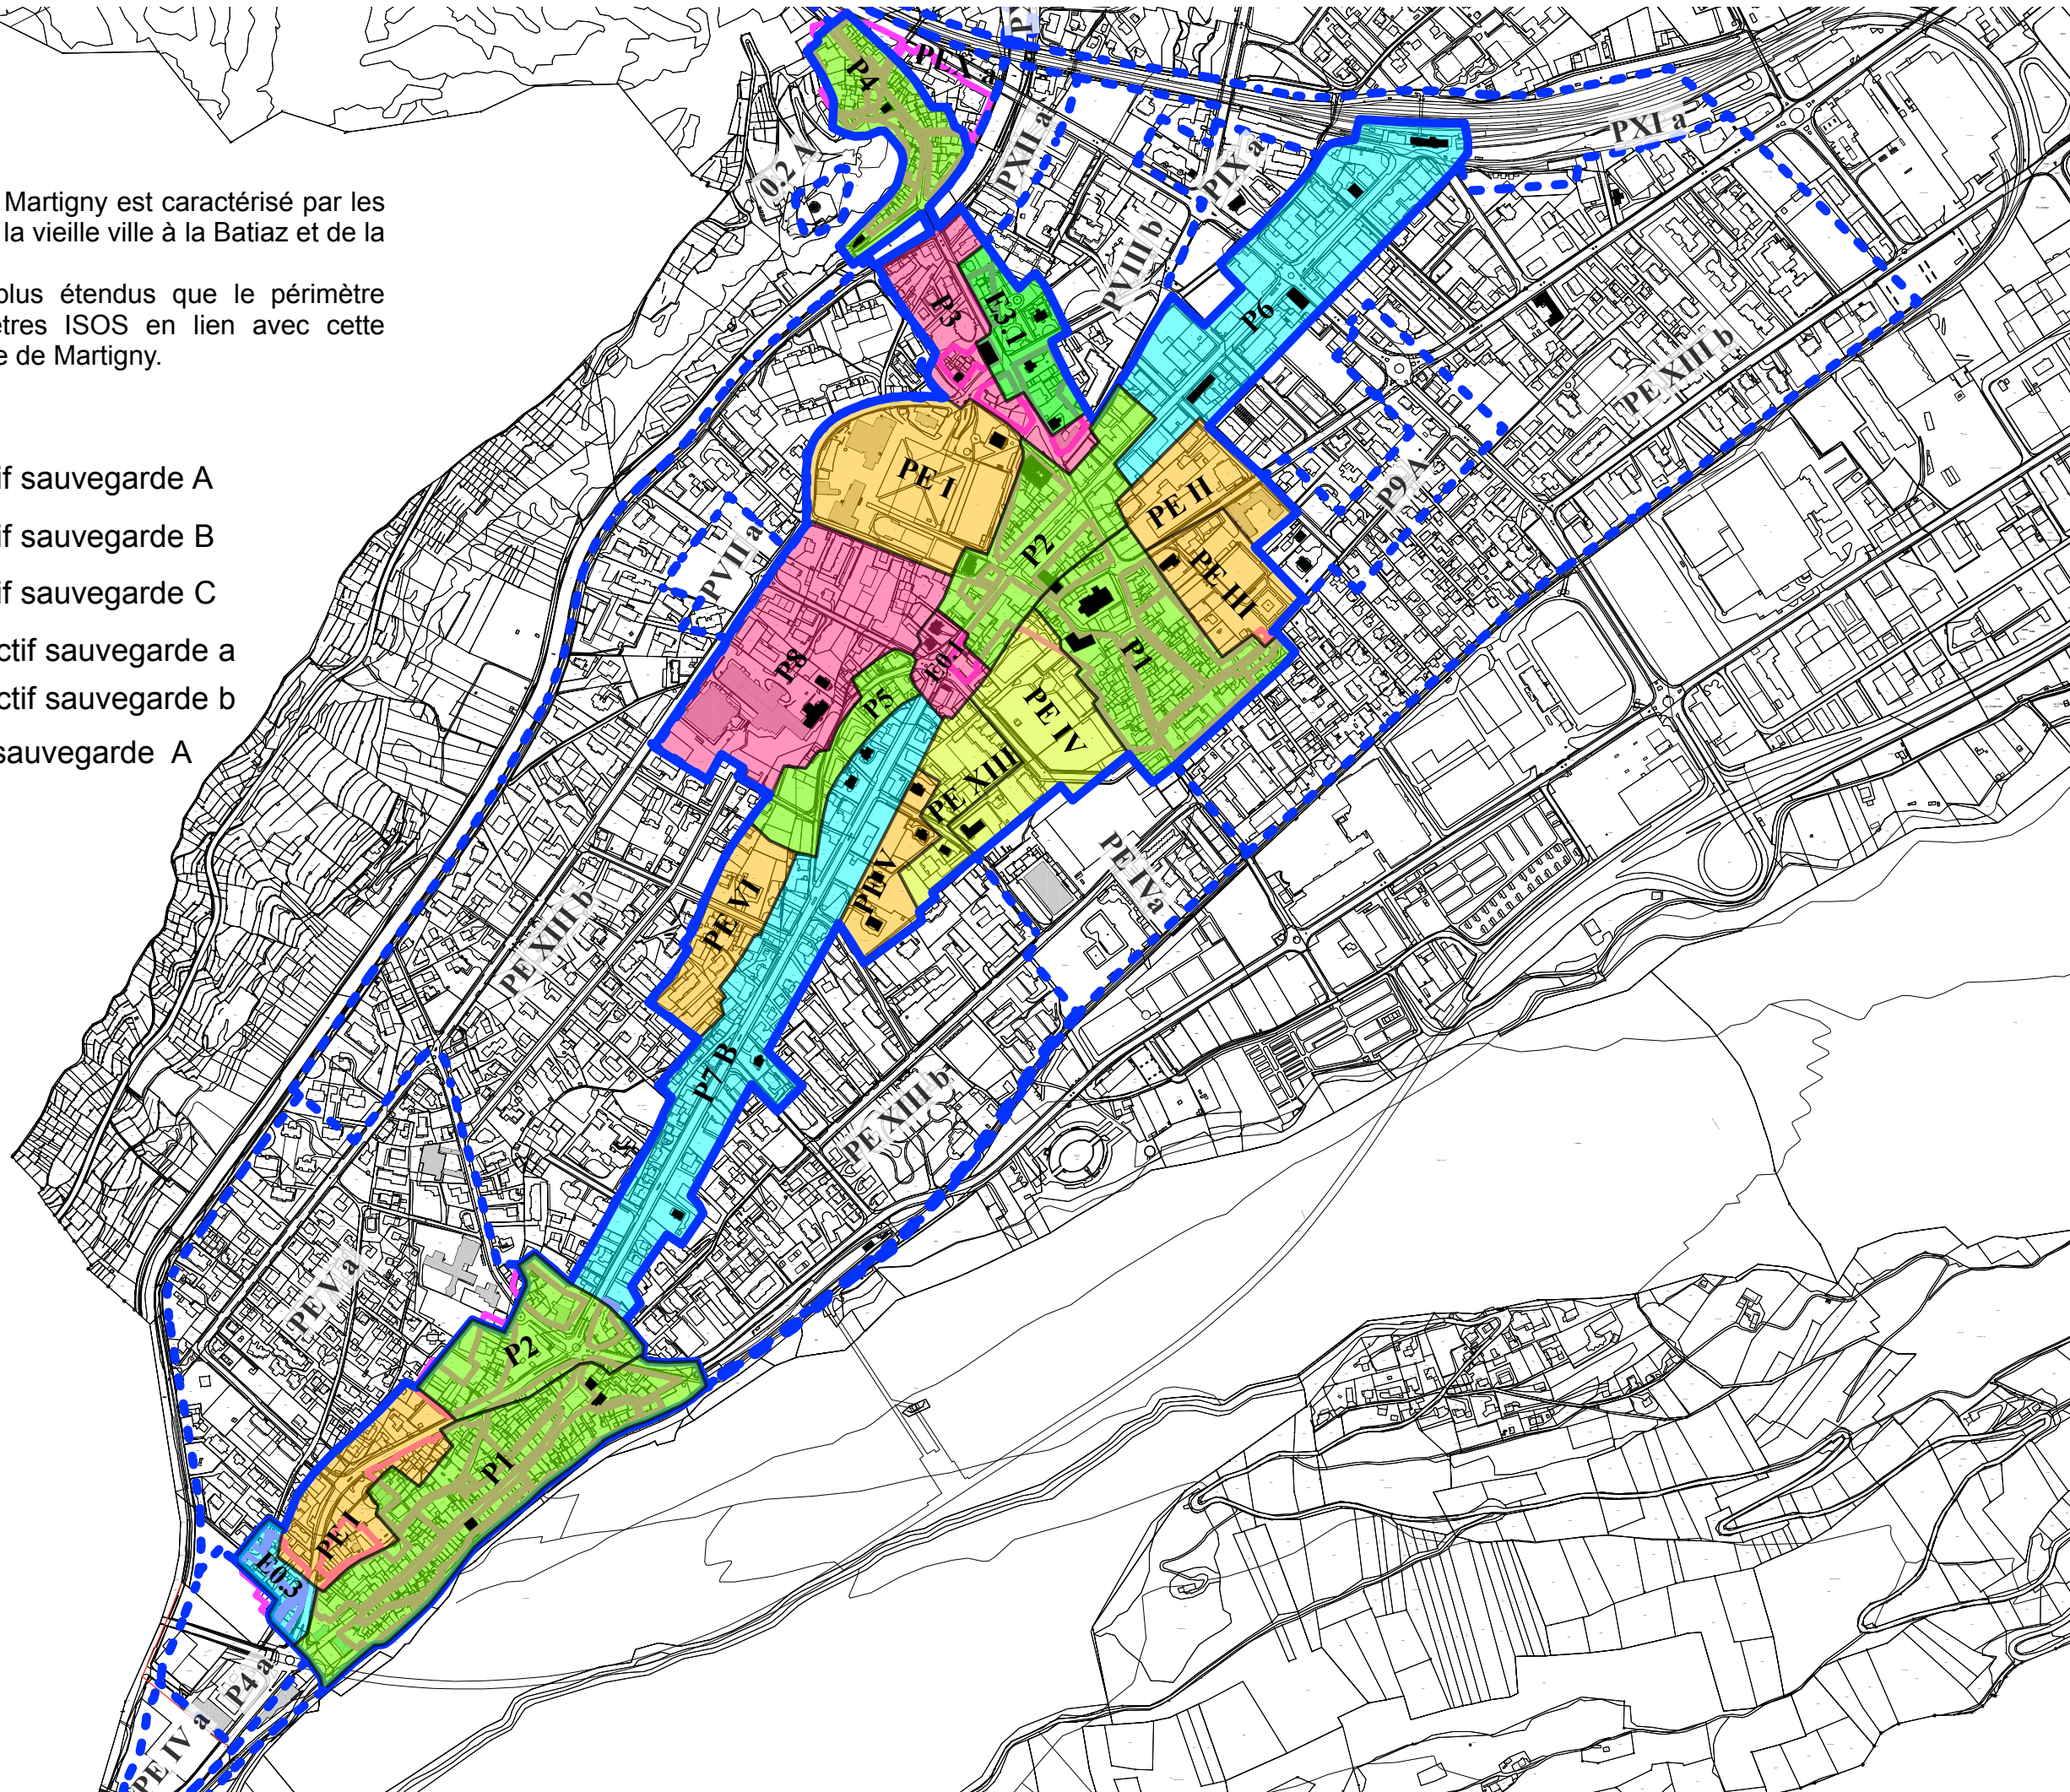 Martigny est caractérisé par les
la vieille ville à la Batiaz et de la
plus étendus que le périmètre
ètres ISOS en lien avec cette
e de Martigny.
if sauvegarde A
if sauvegarde B
if sauvegarde C
ctif sauvegarde a
ctif sauvegarde b
sauvegarde A
P4
PEX a
0.2 A
PXII a
PIX a
PXI a
PVIII b
P3
E3.1
P6
PE XIII b
PE I
PE II
P9 A
PVII a
P2
PE III
P8
E0.1
P1
P5
PE IV
PE XIII
PE V
PE IVa
PE VI
PE XIII b
P7 B
PE XIII b
PE V a
P2
P1
PE I
E0.3
P4 a
PE IV a